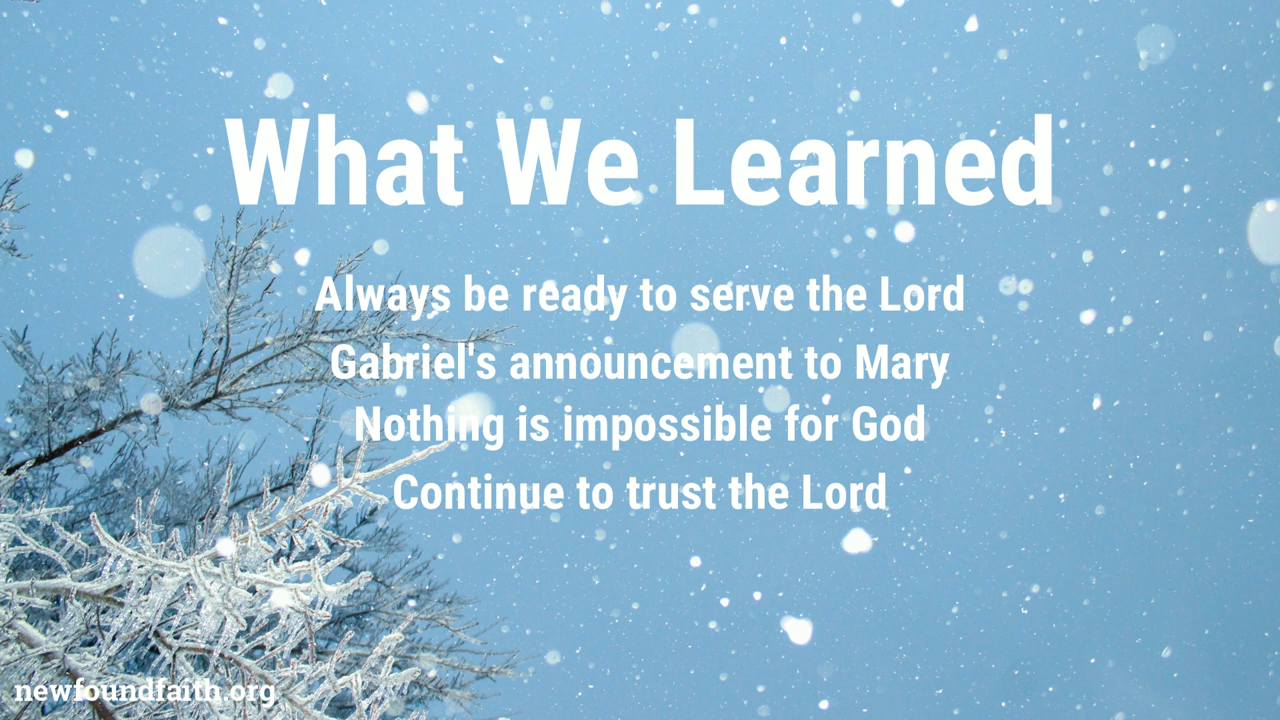 What We Learned
Always be ready to serve the Lord
Gabriel's announcement to Mary
Nothing is impossible for God
Continue to trust the Lord
newfoundfaith.org